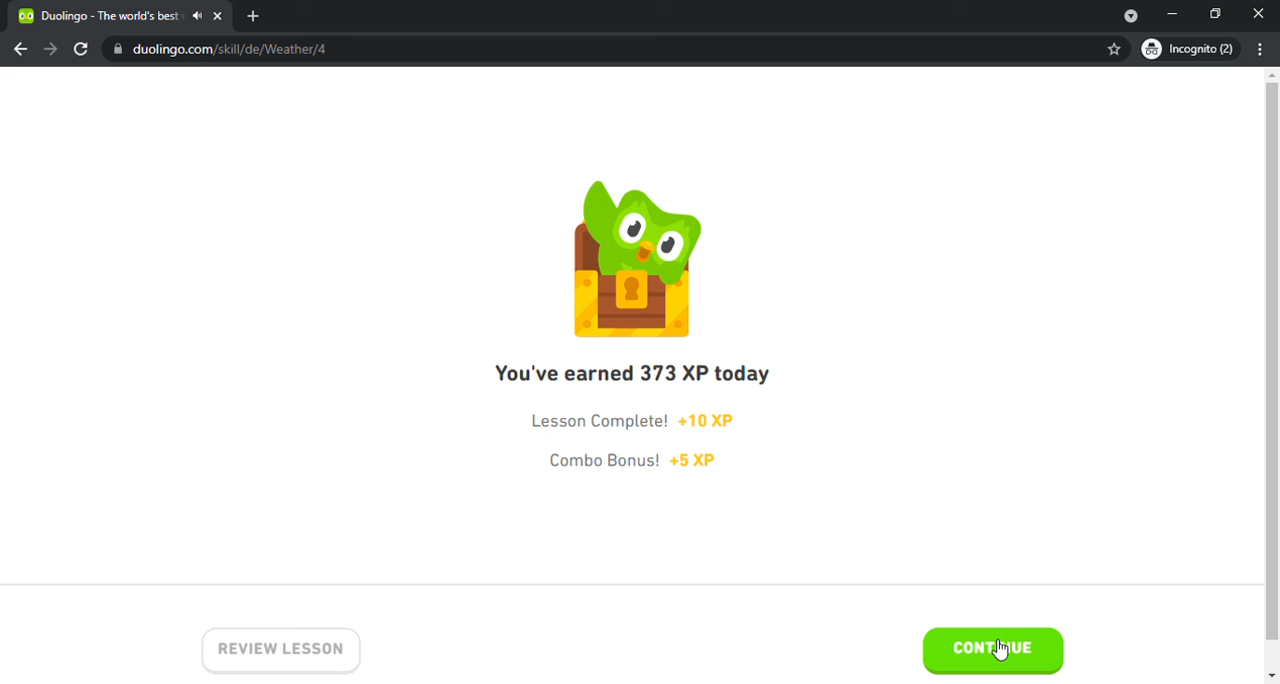 Duolingo - The world's best
duolingo.com/skill/de/Weather/4
Incognito (2)
You've earned 373 XP today
Lesson Complete! +10 XP
Combo Bonus! +5 XP
REVIEW LESSON
CONTINUE